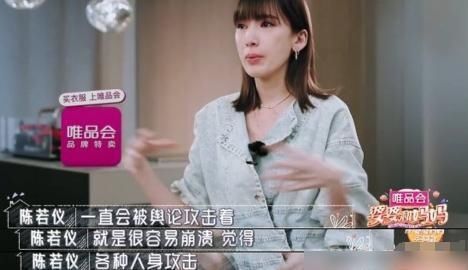 买衣服 上唯品会
唯品会
品牌特卖
唯品会
婆婆和妈妈
陈若仪 一直会被舆论攻击着
陈若仪 就是很容易崩溃 觉得
陈若仪 各种人身攻击